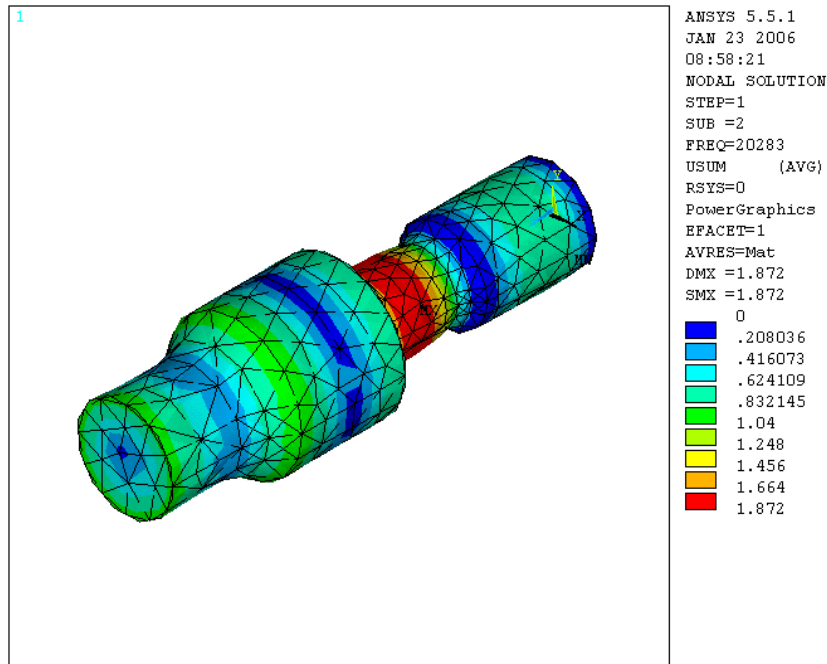 1
ANSYS 5.5.1
JAN 23 2006
08:58:21
NODAL SOLUTION
STEP=1
SUB =2
FREQ=20283
USUM (AVG)
RSYS=0
PowerGraphics
EFACET=1
AVRES=Mat
DMX =1.872
SMX =1.872
0
.208036
.416073
.624109
.832145
1.04
1.248
1.456
1.664
1.872
Y